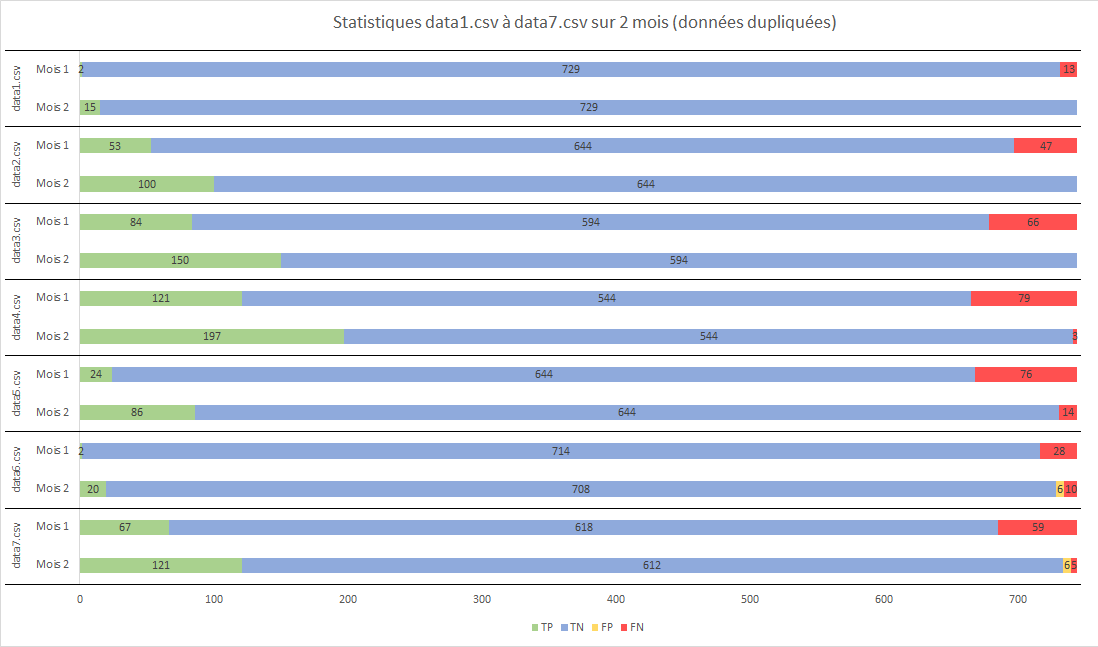 Statistiques data1.csv à data7.csv sur 2 mois (données dupliquées)
data1.csv
Mois 1 2 729 13
Mois 2 15 729
data2.csv
Mois 1 53 644 47
Mois 2 100 644
data3.csv
Mois 1 84 594 66
Mois 2 150 594
data4.csv
Mois 1 121 544 79
Mois 2 197 544 3
data5.csv
Mois 1 24 644 76
Mois 2 86 644 14
data6.csv
Mois 1 2 714 28
Mois 2 20 708 6 10
data7.csv
Mois 1 67 618 59
Mois 2 121 612 6 5
0 100 200 300 400 500 600 700
TP TN FP FN